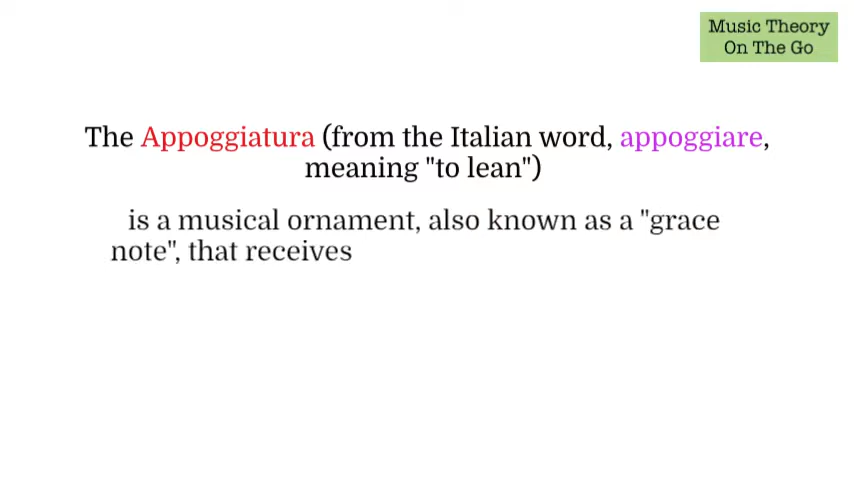 Music Theory
On The Go
The Appoggiatura (from the Italian word, appoggiare,
meaning "to lean")
is a musical ornament, also known as a "grace
note", that receives